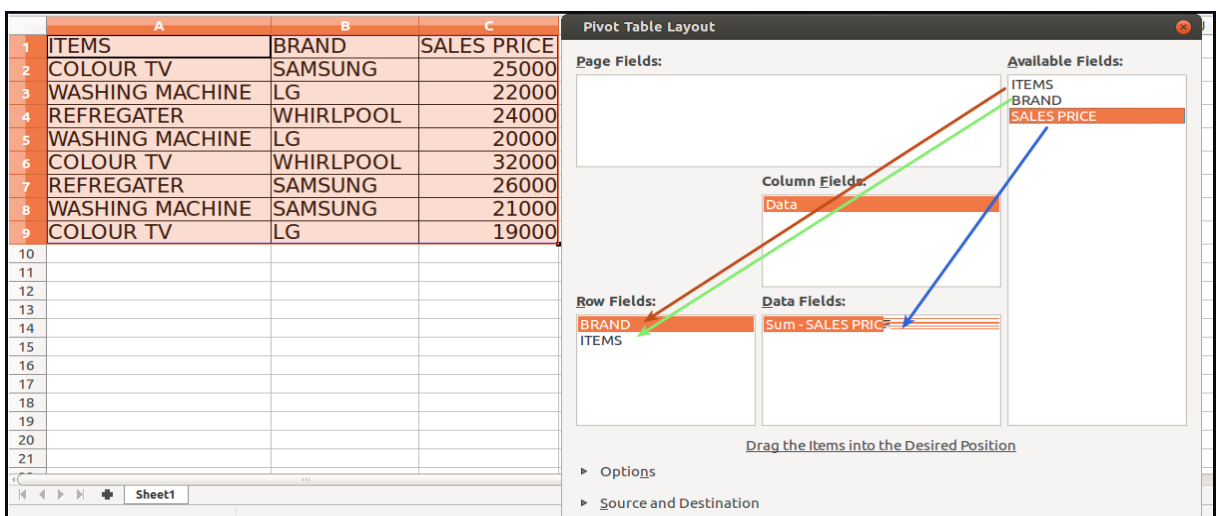 A B C
1 ITEMS BRAND SALES PRICE
2 COLOUR TV SAMSUNG 25000
3 WASHING MACHINE LG 22000
4 REFREGATER WHIRLPOOL 24000
5 WASHING MACHINE LG 20000
6 COLOUR TV WHIRLPOOL 32000
7 REFREGATER SAMSUNG 26000
8 WASHING MACHINE SAMSUNG 21000
9 COLOUR TV LG 19000
10
11
12
13
14
15
16
17
18
19
20
21
Sheet1
Pivot Table Layout
Page Fields:
Available Fields:
ITEMS
BRAND
SALES PRICE
Column Fields:
Data
Row Fields:
BRAND
ITEMS
Data Fields:
Sum - SALES PRICE
Drag the Items into the Desired Position
Options
Source and Destination